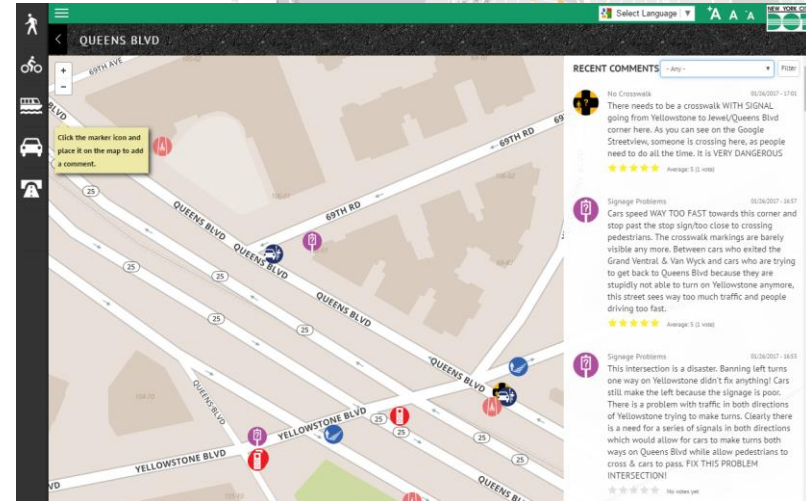 Select Language ▼
+A A -A
NEW YORK CITY
DOT
< QUEENS BLVD
+
-
69TH AVE
BLVD
Click the marker icon and
place it on the map to add
a comment.
25
QUEENS BLVD
QUEENS BLVD
69TH RD
69TH RD
69
25
25
25
QUEENS BLVD
QUEENS BLVD
QUEENS BLVD
YELLOWSTONE BLVD
25
25
YELLOWSTONE BLVD
VD
QUEENS B
RECENT COMMENTS - Any - ▼ Filter
No Crosswalk 01/26/2017 - 17:01
There needs to be a crosswalk WITH SIGNAL
going from Yellowstone to Jewel/Queens Blvd
corner here. As you can see on the Google
Streetview, someone is crossing here, as people
need to do all the time. It is VERY DANGEROUS
Average: 5 (1 vote)
Signage Problems 01/26/2017 - 16:57
Cars speed WAY TOO FAST towards this corner and
stop past the stop sign/too close to crossing
pedestrians. The crosswalk markings are barely
visible any more. Between cars who exited the
Grand Ventral & Van Wyck and cars who are trying
to get back to Queens Blvd because they are
stupidly not able to turn on Yellowstone anymore,
this street sees way too much traffic and people
driving too fast.
Average: 5 (1 vote)
Signage Problems 01/26/2017 - 16:53
This intersection is a disaster. Banning left turns
one way on Yellowstone didn't fix anything! Cars
still make the left because the signage is poor.
There is a problem with traffic in both directions
of Yellowstone trying to make turns. Clearly there
is a need for a series of signals in both directions
which would allow for cars to make turns both
ways on Queens Blvd while allow pedestrians to
cross & cars to pass. FIX THIS PROBLEM
INTERSECTION!
No votes yet